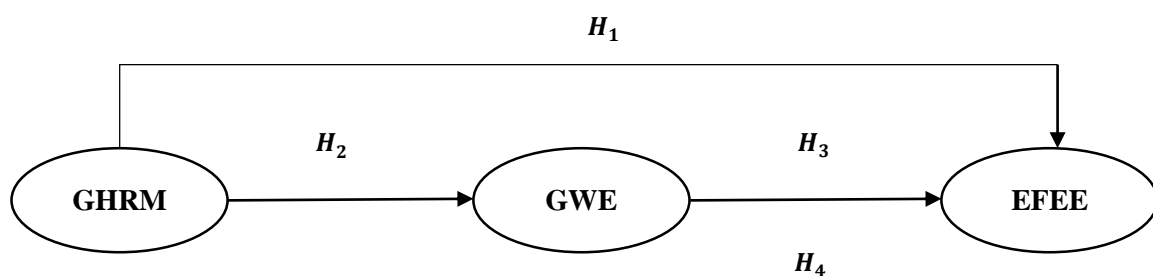 H₁
H₂ H₃
GHRM GWE EFEE
H₄